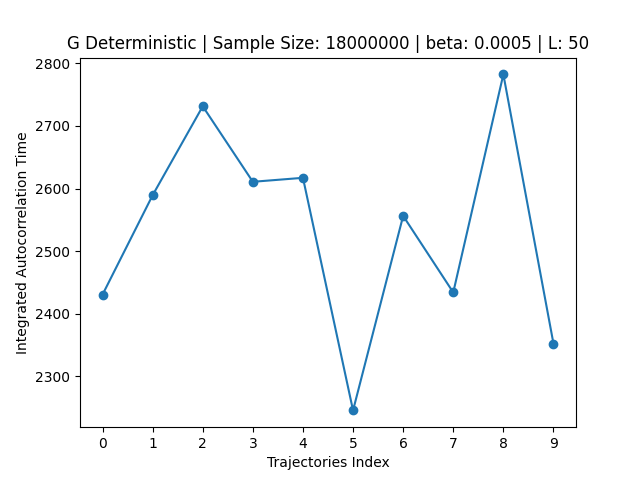 G Deterministic | Sample Size: 18000000 | beta: 0.0005 | L: 50
Integrated Autocorrelation Time
2800
2700
2600
2500
2400
2300
0 1 2 3 4 5 6 7 8 9
Trajectories Index